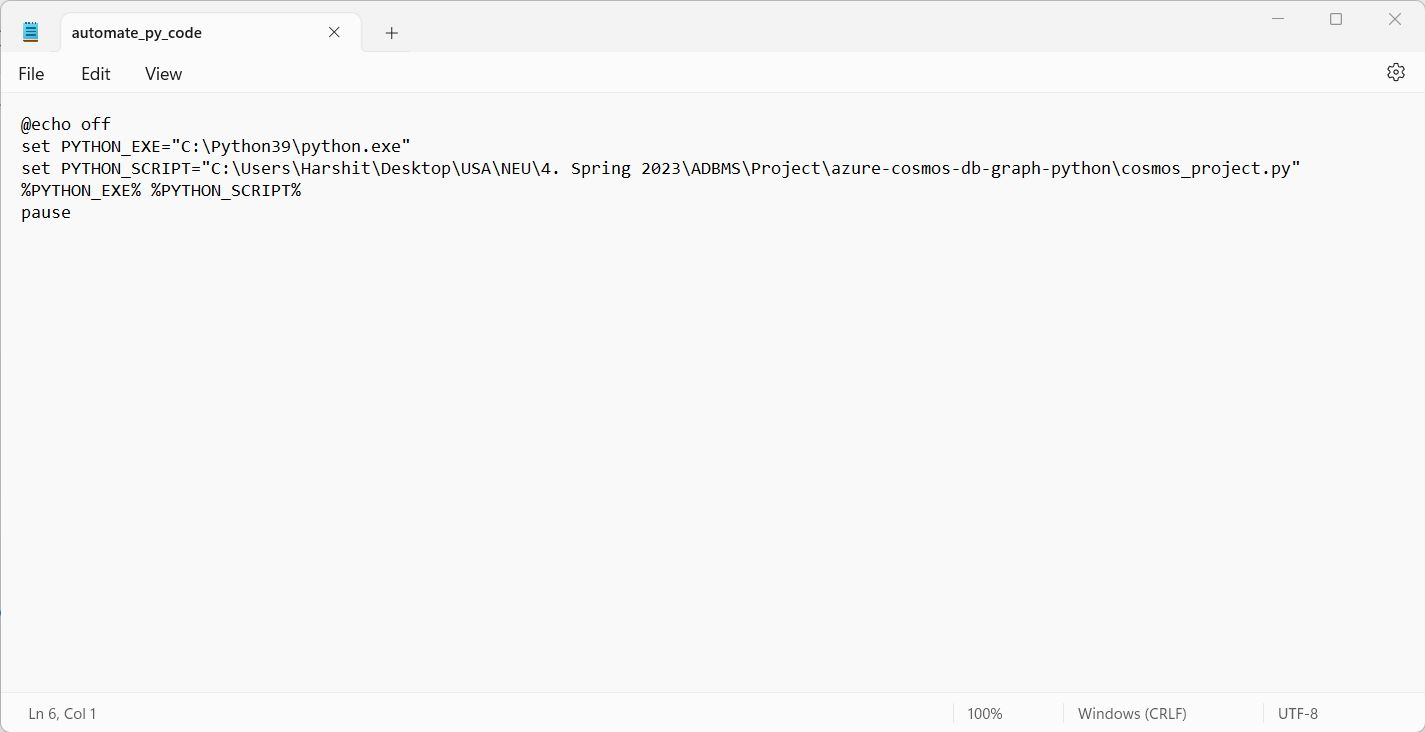 automate_py_code
File Edit View
@echo off
set PYTHON_EXE="C:\Python39\python.exe"
set PYTHON_SCRIPT="C:\Users\Harshit\Desktop\USA\NEU\4. Spring 2023\ADBMS\Project\azure-cosmos-db-graph-python\cosmos_project.py"
%PYTHON_EXE% %PYTHON_SCRIPT%
pause
Ln 6, Col 1 100% Windows (CRLF) UTF-8